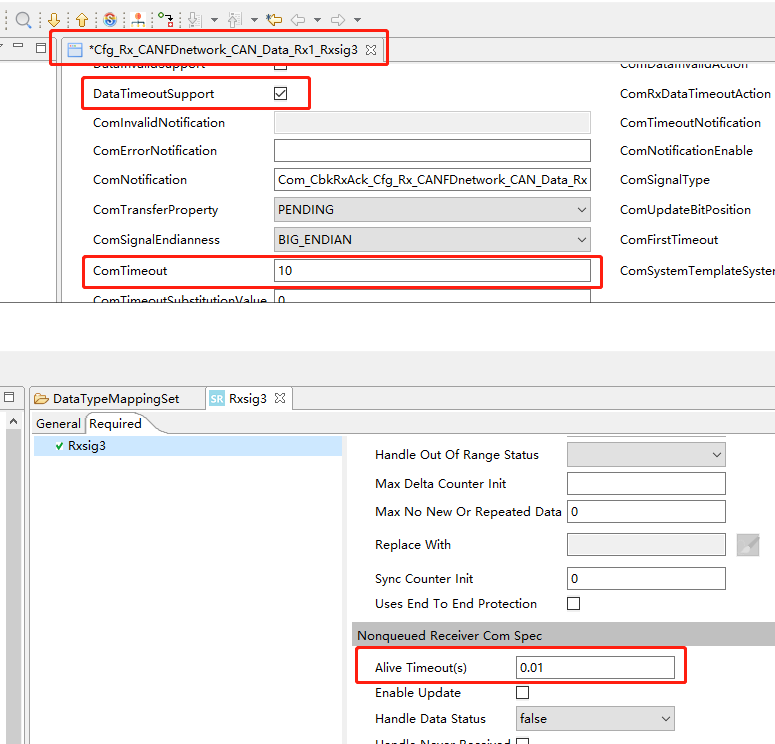 *Cfg_Rx_CANFDnetwork_CAN_Data_Rx1_Rxsig3
DataInvalidSupport ComDataInvalidAction
DataTimeoutSupport ComRxDataTimeoutAction
ComInvalidNotification ComTimeoutNotification
ComErrorNotification ComNotificationEnable
ComNotification Com_CbkRxAck_Cfg_Rx_CANFDnetwork_CAN_Data_Rx ComSignalType
ComTransferProperty PENDING ComUpdateBitPosition
ComSignalEndianness BIG_ENDIAN ComFirstTimeout
ComTimeout 10 ComSystemTemplateSyster
ComTimeoutSubstitutionValue 0
DataTypeMappingSet SR Rxsig3
General Required
Rxsig3
Handle Out Of Range Status
Max Delta Counter Init
Max No New Or Repeated Data 0
Replace With
Sync Counter Init 0
Uses End To End Protection
Nonqueued Receiver Com Spec
Alive Timeout(s) 0.01
Enable Update
Handle Data Status false
Handle Never Received